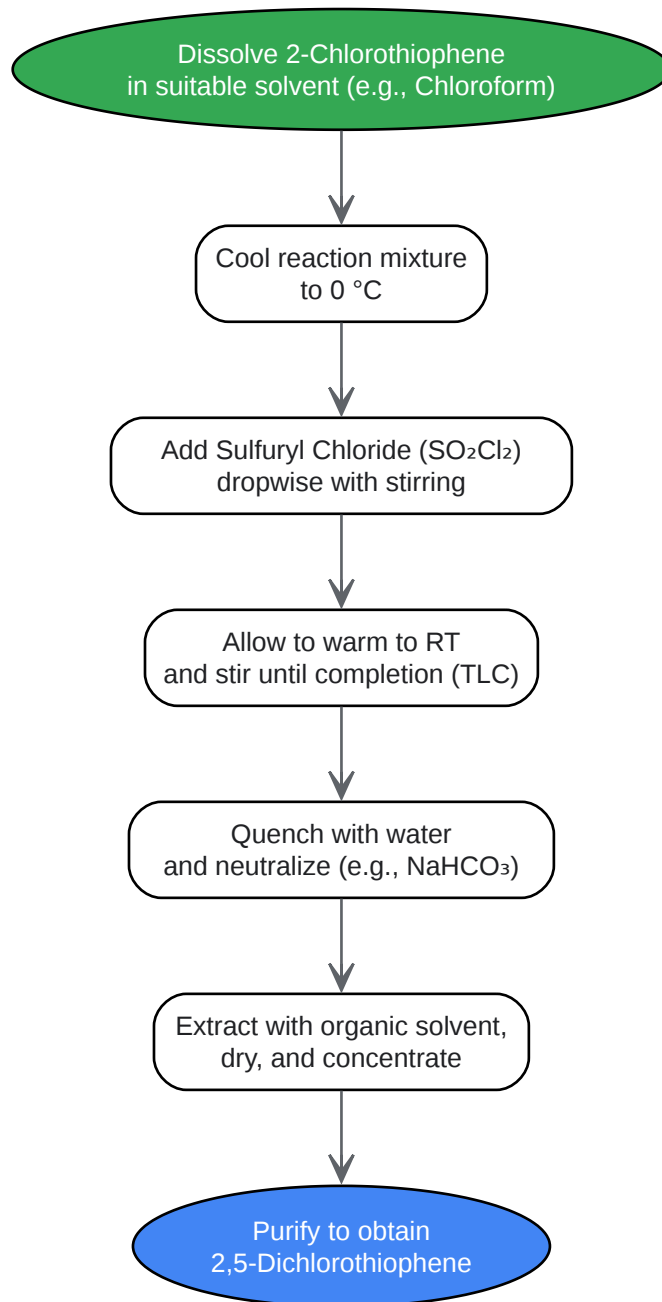 Dissolve 2-Chlorothiophene
in suitable solvent (e.g., Chloroform)
Cool reaction mixture
to 0 °C
Add Sulfuryl Chloride (SO₂Cl₂)
dropwise with stirring
Allow to warm to RT
and stir until completion (TLC)
Quench with water
and neutralize (e.g., NaHCO₃)
Extract with organic solvent,
dry, and concentrate
Purify to obtain
2,5-Dichlorothiophene